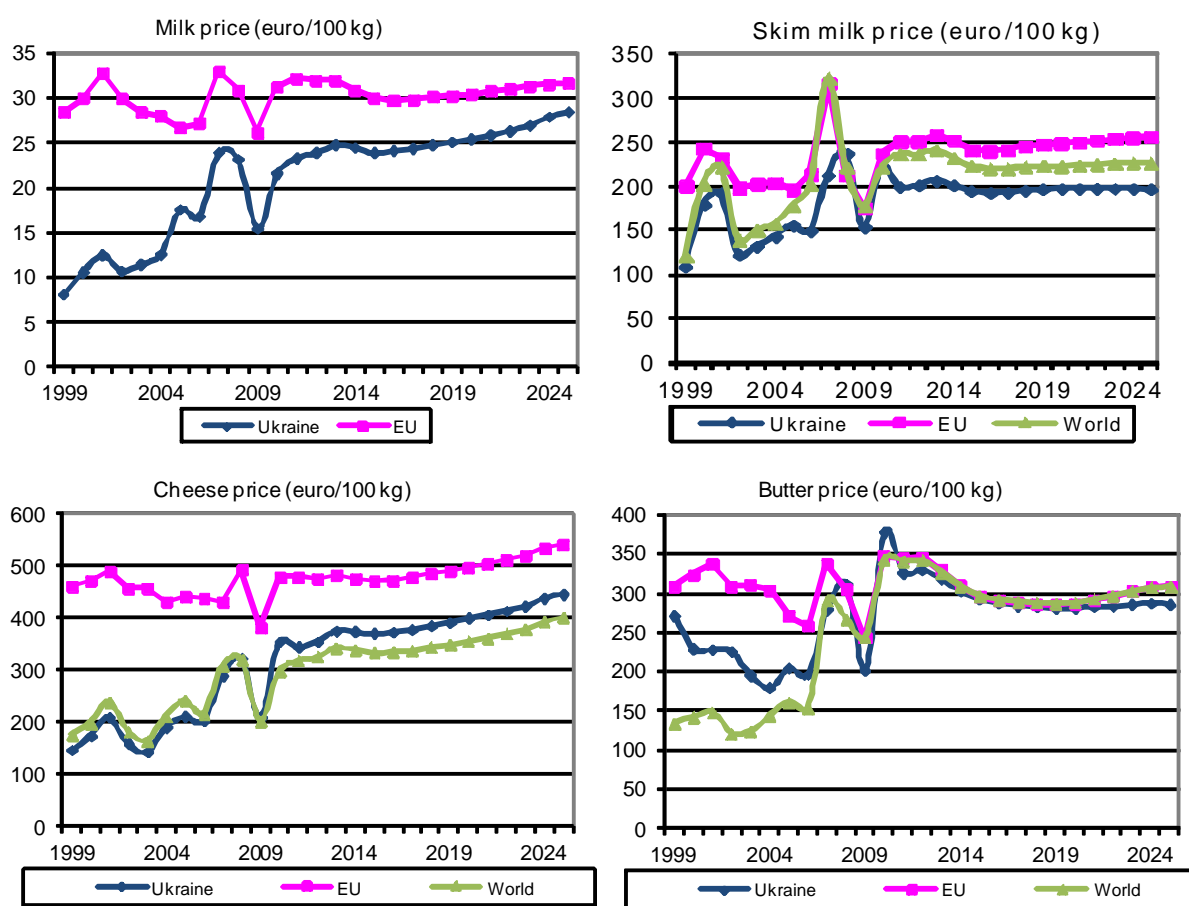 Milk price (euro/100 kg)
35
30
25
20
15
10
5
0
1999 2004 2009 2014 2019 2024
Ukraine EU
Skim milk price (euro/100 kg)
350
300
250
200
150
100
50
0
1999 2004 2009 2014 2019 2024
Ukraine EU World
Cheese price (euro/100 kg)
600
500
400
300
200
100
0
1999 2004 2009 2014 2019 2024
Ukraine EU World
Butter price (euro/100 kg)
400
350
300
250
200
150
100
50
0
1999 2004 2009 2014 2019 2024
Ukraine EU World